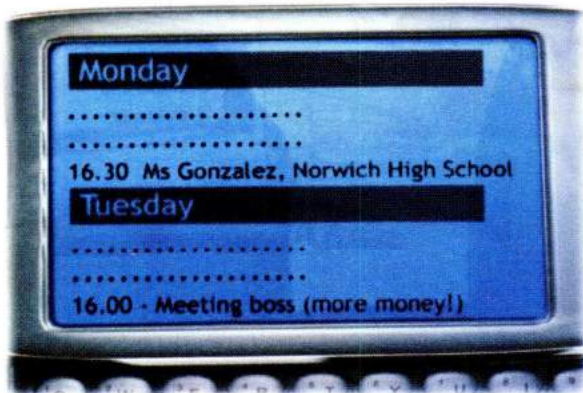 Monday
.....................
.....................
16.30 Ms Gonzalez, Norwich High School
Tuesday
.....................
.....................
16.00 - Meeting boss (more money!)